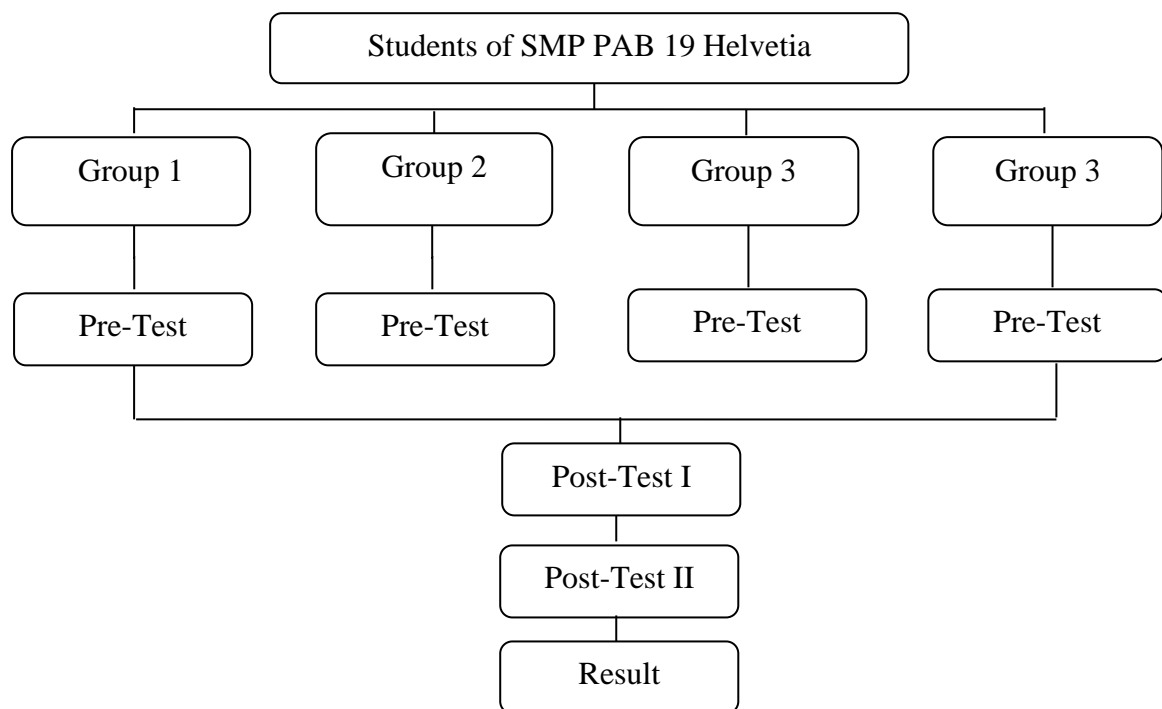 Students of SMP PAB 19 Helvetia
Group 1
Group 2
Group 3
Group 3
Pre-Test
Pre-Test
Pre-Test
Pre-Test
Post-Test I
Post-Test II
Result